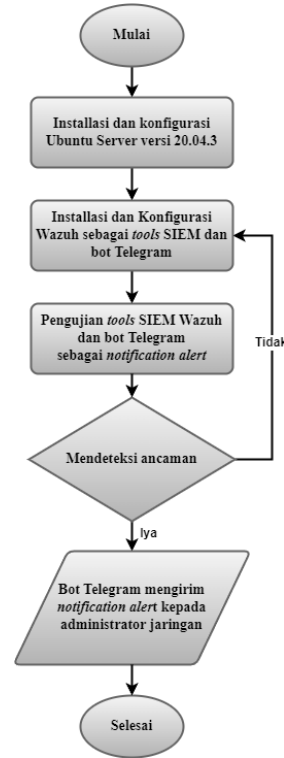 Mulai
Installasi dan konfigurasi
Ubuntu Server versi 20.04.3
Installasi dan Konfigurasi
Wazuh sebagai tools SIEM dan
bot Telegram
Pengujian tools SIEM Wazuh
dan bot Telegram
sebagai notification alert
Tidak
Mendeteksi ancaman
Iya
Bot Telegram mengirim
notification alert kepada
administrator jaringan
Selesai